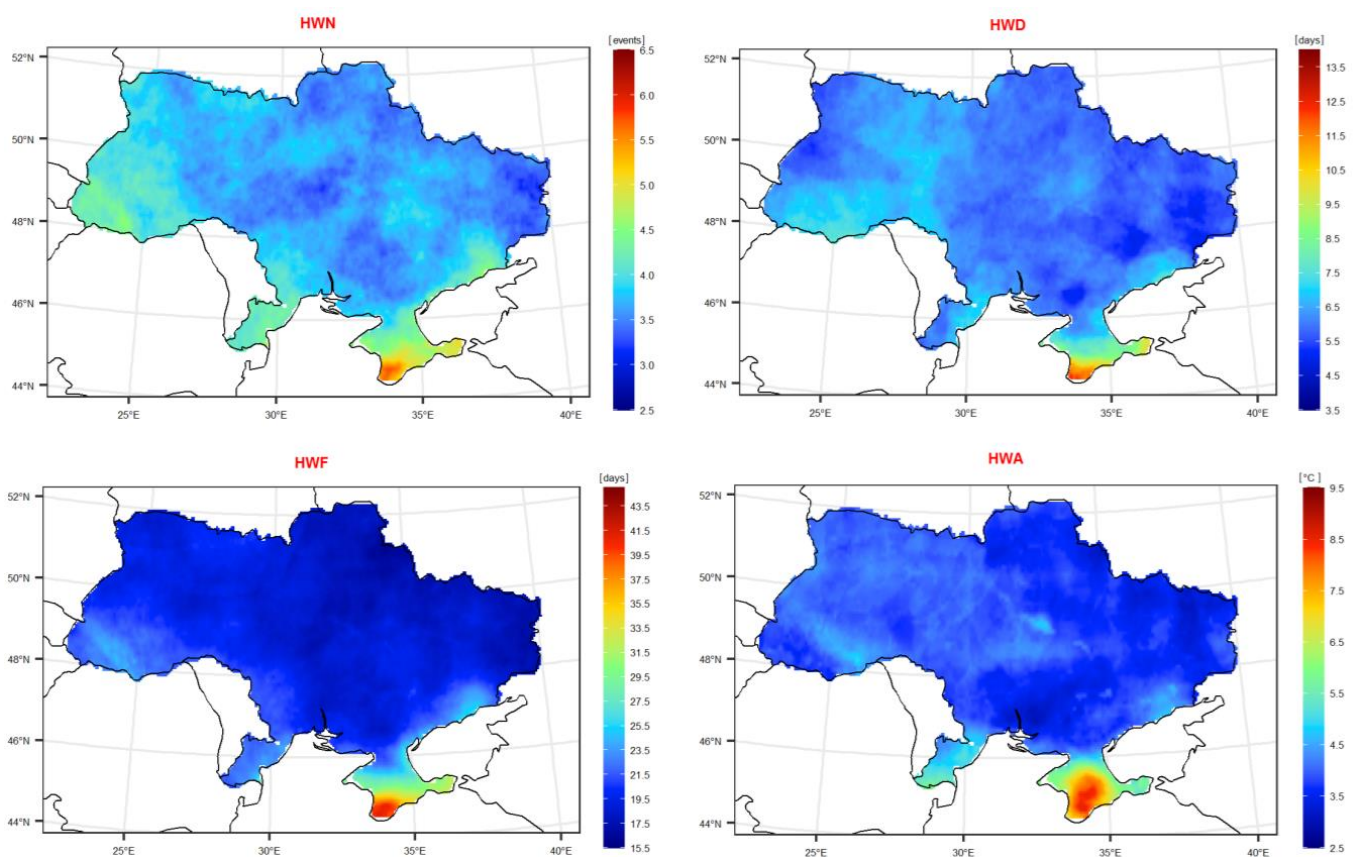 HWN
[events]
52°N
50°N
48°N
46°N
44°N
25°E 30°E 35°E 40°E
6.5
6.0
5.5
5.0
4.5
4.0
3.5
3.0
2.5
HWD
[days]
52°N
50°N
48°N
46°N
44°N
25°E 30°E 35°E 40°E
13.5
12.5
11.5
10.5
9.5
8.5
7.5
6.5
5.5
4.5
3.5
HWF
[days]
52°N
50°N
48°N
46°N
44°N
25°E 30°E 35°E 40°E
43.5
41.5
39.5
37.5
35.5
33.5
31.5
29.5
27.5
25.5
23.5
21.5
19.5
17.5
15.5
HWA
[°C]
52°N
50°N
48°N
46°N
44°N
25°E 30°E 35°E 40°E
9.5
8.5
7.5
6.5
5.5
4.5
3.5
2.5